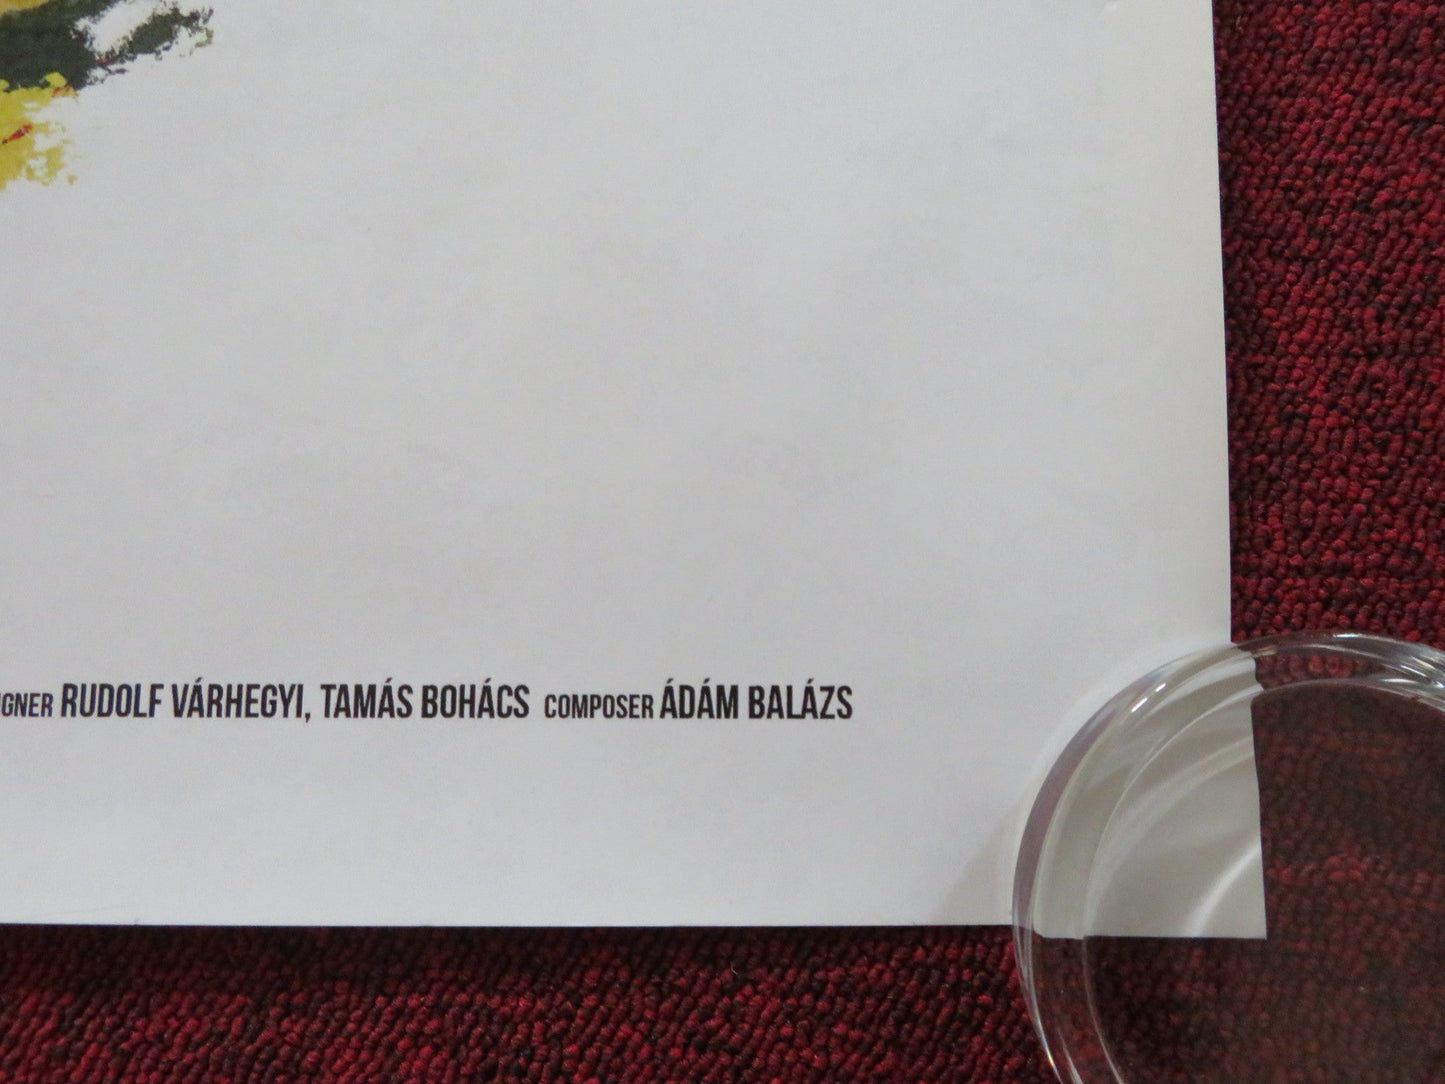 GNER RUDOLF VÁRHEGYI, TAMÁS BOHÁCS COMPOSER ÁDÁM BALÁZS